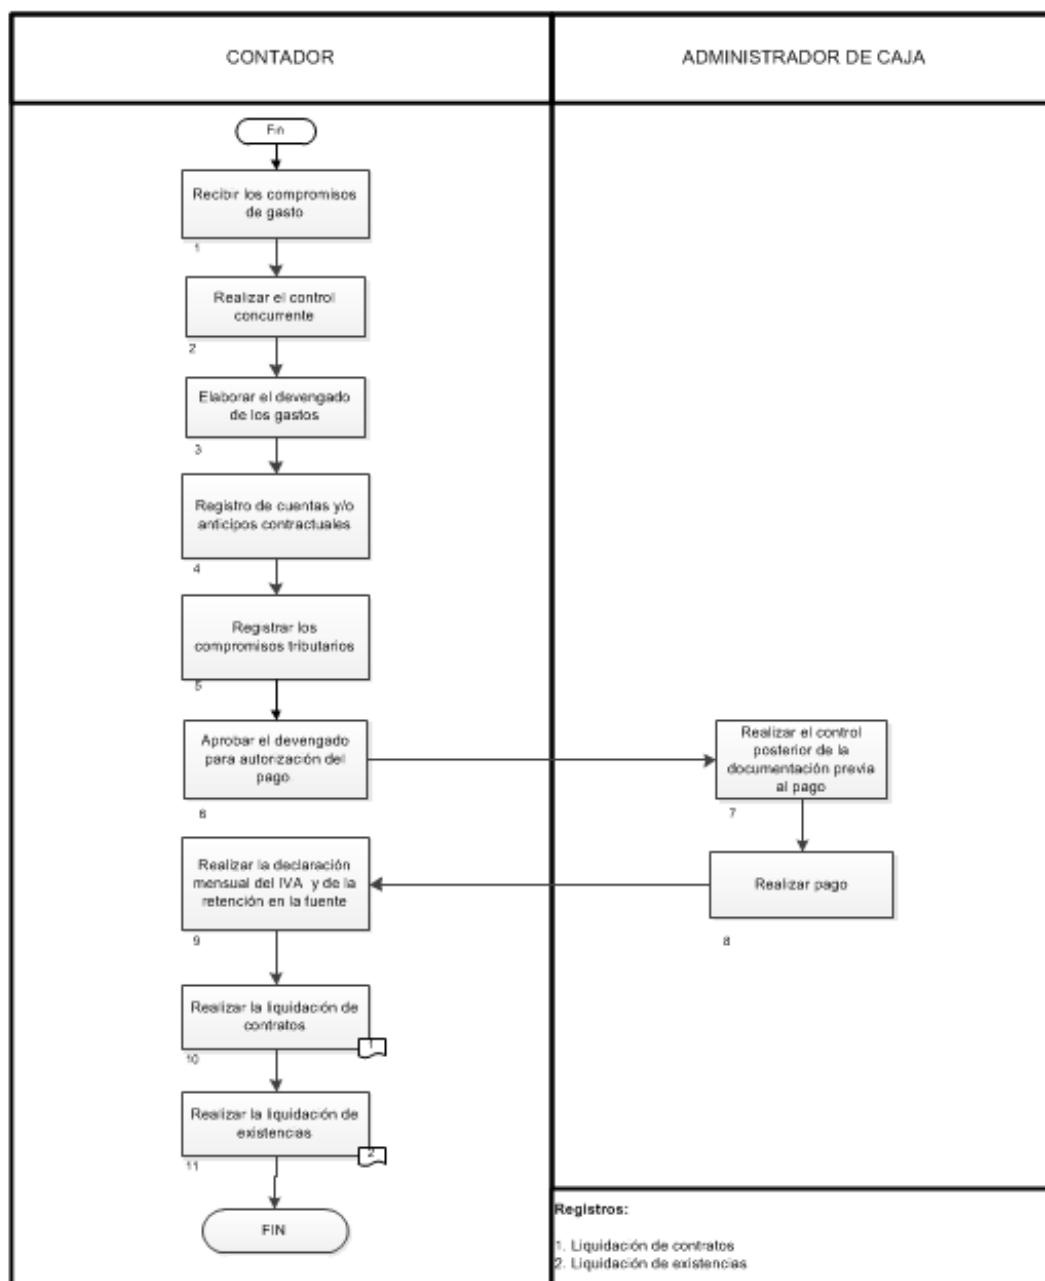 CONTADOR
ADMINISTRADOR DE CAJA
Fin
Recibir los compromisos
de gasto
1
Realizar el control
concurrente
2
Elaborar el devengado
de los gastos
3
Registro de cuentas y/o
anticipos contractuales
4
Registrar los
compromisos tributarios
5
Aprobar el devengado
para autorización del
pago
6
Realizar el control
posterior de la
documentación previa
al pago
7
Realizar pago
8
Realizar la declaración
mensual del IVA y de la
retención en la fuente
9
Realizar la liquidación de
contratos
1
10
Realizar la liquidación de
existencias
2
11
FIN
Registros:
1. Liquidación de contratos
2. Liquidación de existencias